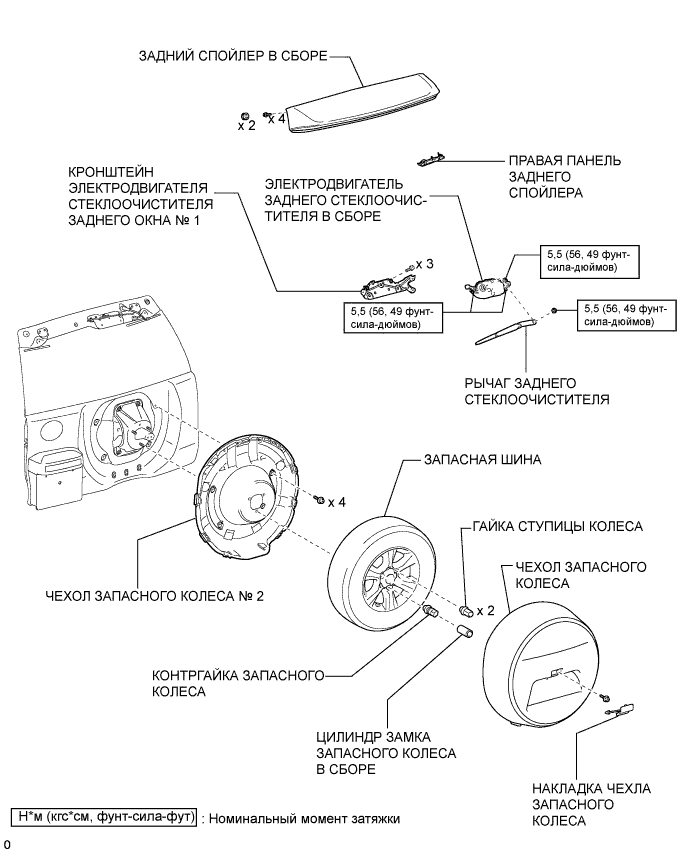 ЗАДНИЙ СПОЙЛЕР В СБОРЕ
x 2
x 4
ПРАВАЯ ПАНЕЛЬ
ЗАДНЕГО
СПОЙЛЕРА
КРОНШТЕЙН
ЭЛЕКТРОДВИГАТЕЛЯ
СТЕКЛООЧИСТИТЕЛЯ
ЗАДНЕГО ОКНА № 1
ЭЛЕКТРОДВИГАТЕЛЬ
ЗАДНЕГО СТЕКЛООЧИС-
ТИТЕЛЯ В СБОРЕ
x 3
5,5 (56, 49 фунт-
сила-дюймов)
5,5 (56, 49 фунт-
сила-дюймов)
5,5 (56, 49 фунт-
сила-дюймов)
РЫЧАГ ЗАДНЕГО
СТЕКЛООЧИСТИТЕЛЯ
ЗАПАСНАЯ ШИНА
x 4
ГАЙКА СТУПИЦЫ КОЛЕСА
ЧЕХОЛ ЗАПАСНОГО
КОЛЕСА
ЧЕХОЛ ЗАПАСНОГО КОЛЕСА № 2
x 2
КОНТРГАЙКА ЗАПАСНОГО
КОЛЕСА
ЦИЛИНДР ЗАМКА
ЗАПАСНОГО КОЛЕСА
В СБОРЕ
НАКЛАДКА ЧЕХЛА
ЗАПАСНОГО
КОЛЕСА
Н*м (кгс*см, фунт-сила-фут) : Номинальный момент затяжки
0